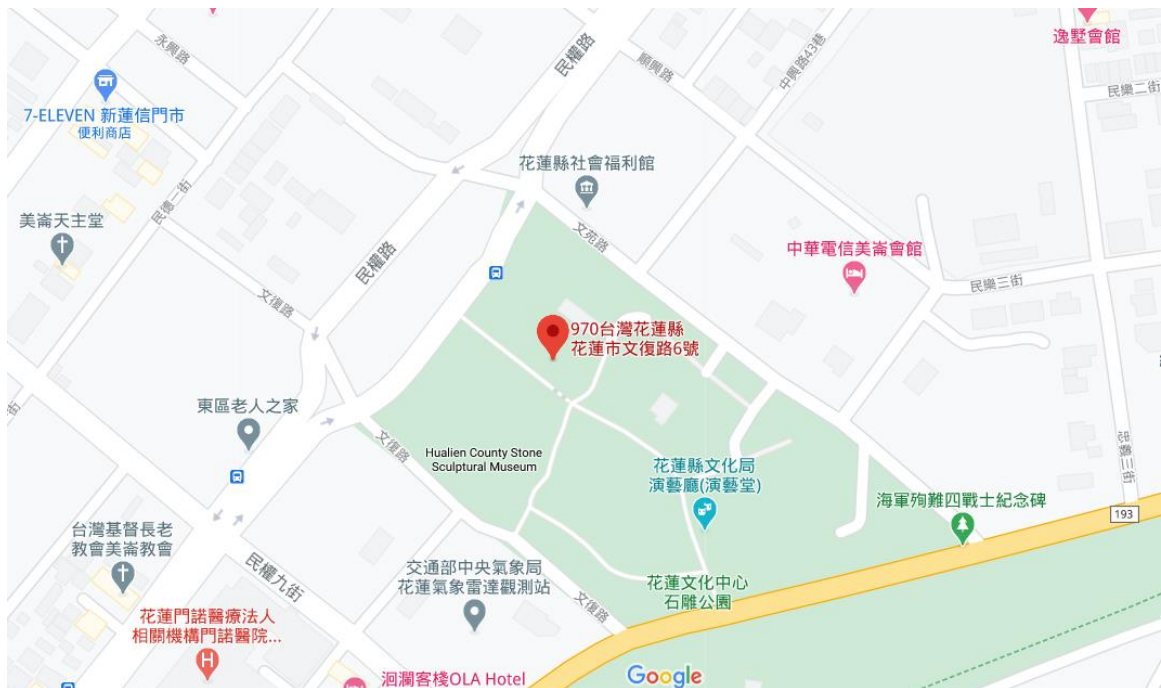 逸墅會館
永興路
民權路
順興路
中興路43巷
民樂二街
7-ELEVEN 新蓮信門市
便利商店
花蓮縣社會福利館
民德一街
美崙天主堂
文苑路
中華電信美崙會館
民權路
民樂三街
文復路
970台灣花蓮縣
花蓮市文復路6號
東區老人之家
文復路
Hualien County Stone
Sculptural Museum
花蓮縣文化局
演藝廳(演藝堂)
忠義三街
海軍殉難四戰士紀念碑
193
台灣基督長老
教會美崙教會
民權九街
交通部中央氣象局
花蓮氣象雷達觀測站
花蓮文化中心
石雕公園
文復路
花蓮門諾醫療法人
相關機構門諾醫院...
H
洄瀾客棧OLA Hotel
Google